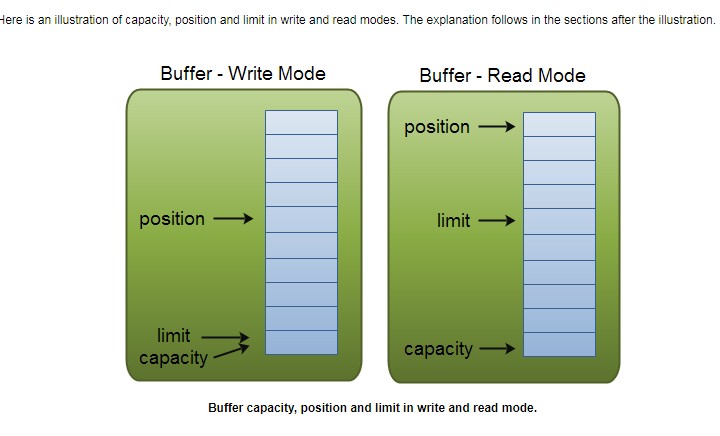 Here is an illustration of capacity, position and limit in write and read modes. The explanation follows in the sections after the illustration.
Buffer - Write Mode
position
limit
capacity
Buffer - Read Mode
position
limit
capacity
Buffer capacity, position and limit in write and read mode.